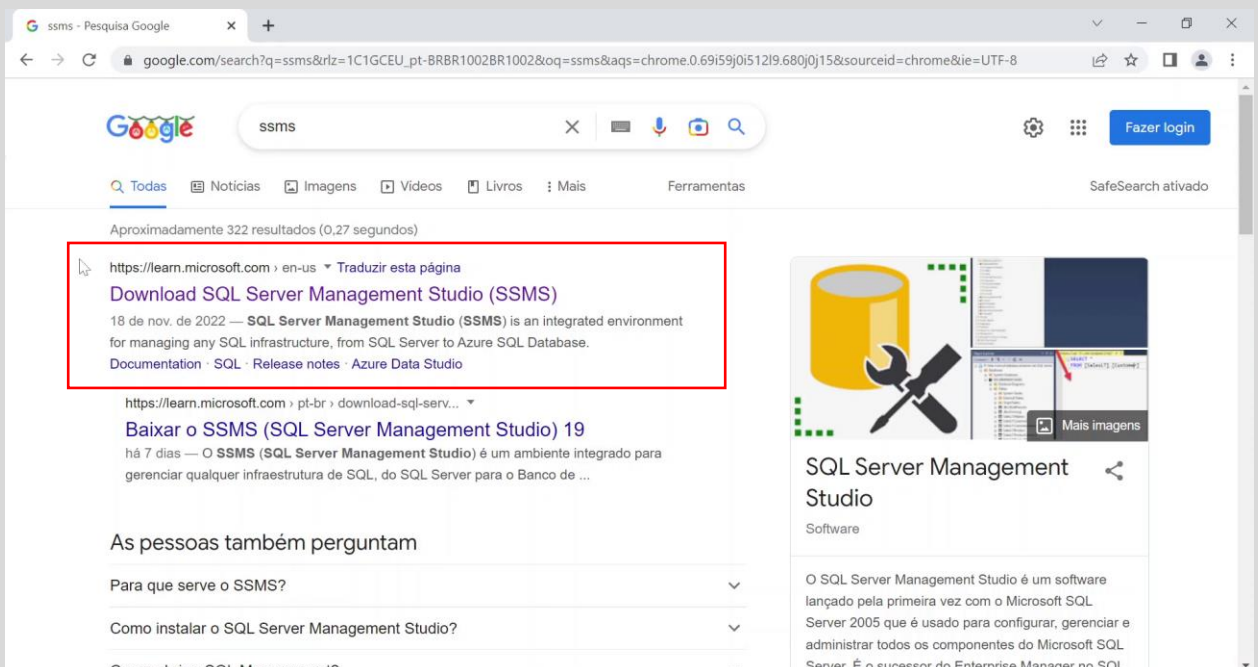 ssms - Pesquisa Google
google.com/search?q=ssms&rlz=1C1GCEU_pt-BRBR1002BR1002&oq=ssms&aqs=chrome.0.69i59j0i512l9.680j0j15&sourceid=chrome&ie=UTF-8
Google
ssms
Fazer login
Todas Notícias Imagens Vídeos Livros Mais Ferramentas SafeSearch ativado
Aproximadamente 322 resultados (0,27 segundos)
https://learn.microsoft.com › en-us Traduzir esta página
Download SQL Server Management Studio (SSMS)
18 de nov. de 2022 — SQL Server Management Studio (SSMS) is an integrated environment
for managing any SQL infrastructure, from SQL Server to Azure SQL Database.
Documentation · SQL · Release notes · Azure Data Studio
https://learn.microsoft.com › pt-br › download-sql-serv...
Baixar o SSMS (SQL Server Management Studio) 19
há 7 dias — O SSMS (SQL Server Management Studio) é um ambiente integrado para
gerenciar qualquer infraestrutura de SQL, do SQL Server para o Banco de ...
As pessoas também perguntam
Para que serve o SSMS?
Como instalar o SQL Server Management Studio?
Mais imagens
SQL Server Management
Studio
Software
O SQL Server Management Studio é um software
lançado pela primeira vez com o Microsoft SQL
Server 2005 que é usado para configurar, gerenciar e
administrar todos os componentes do Microsoft SQL
Server. É o sucessor do Enterprise Manager no SQL